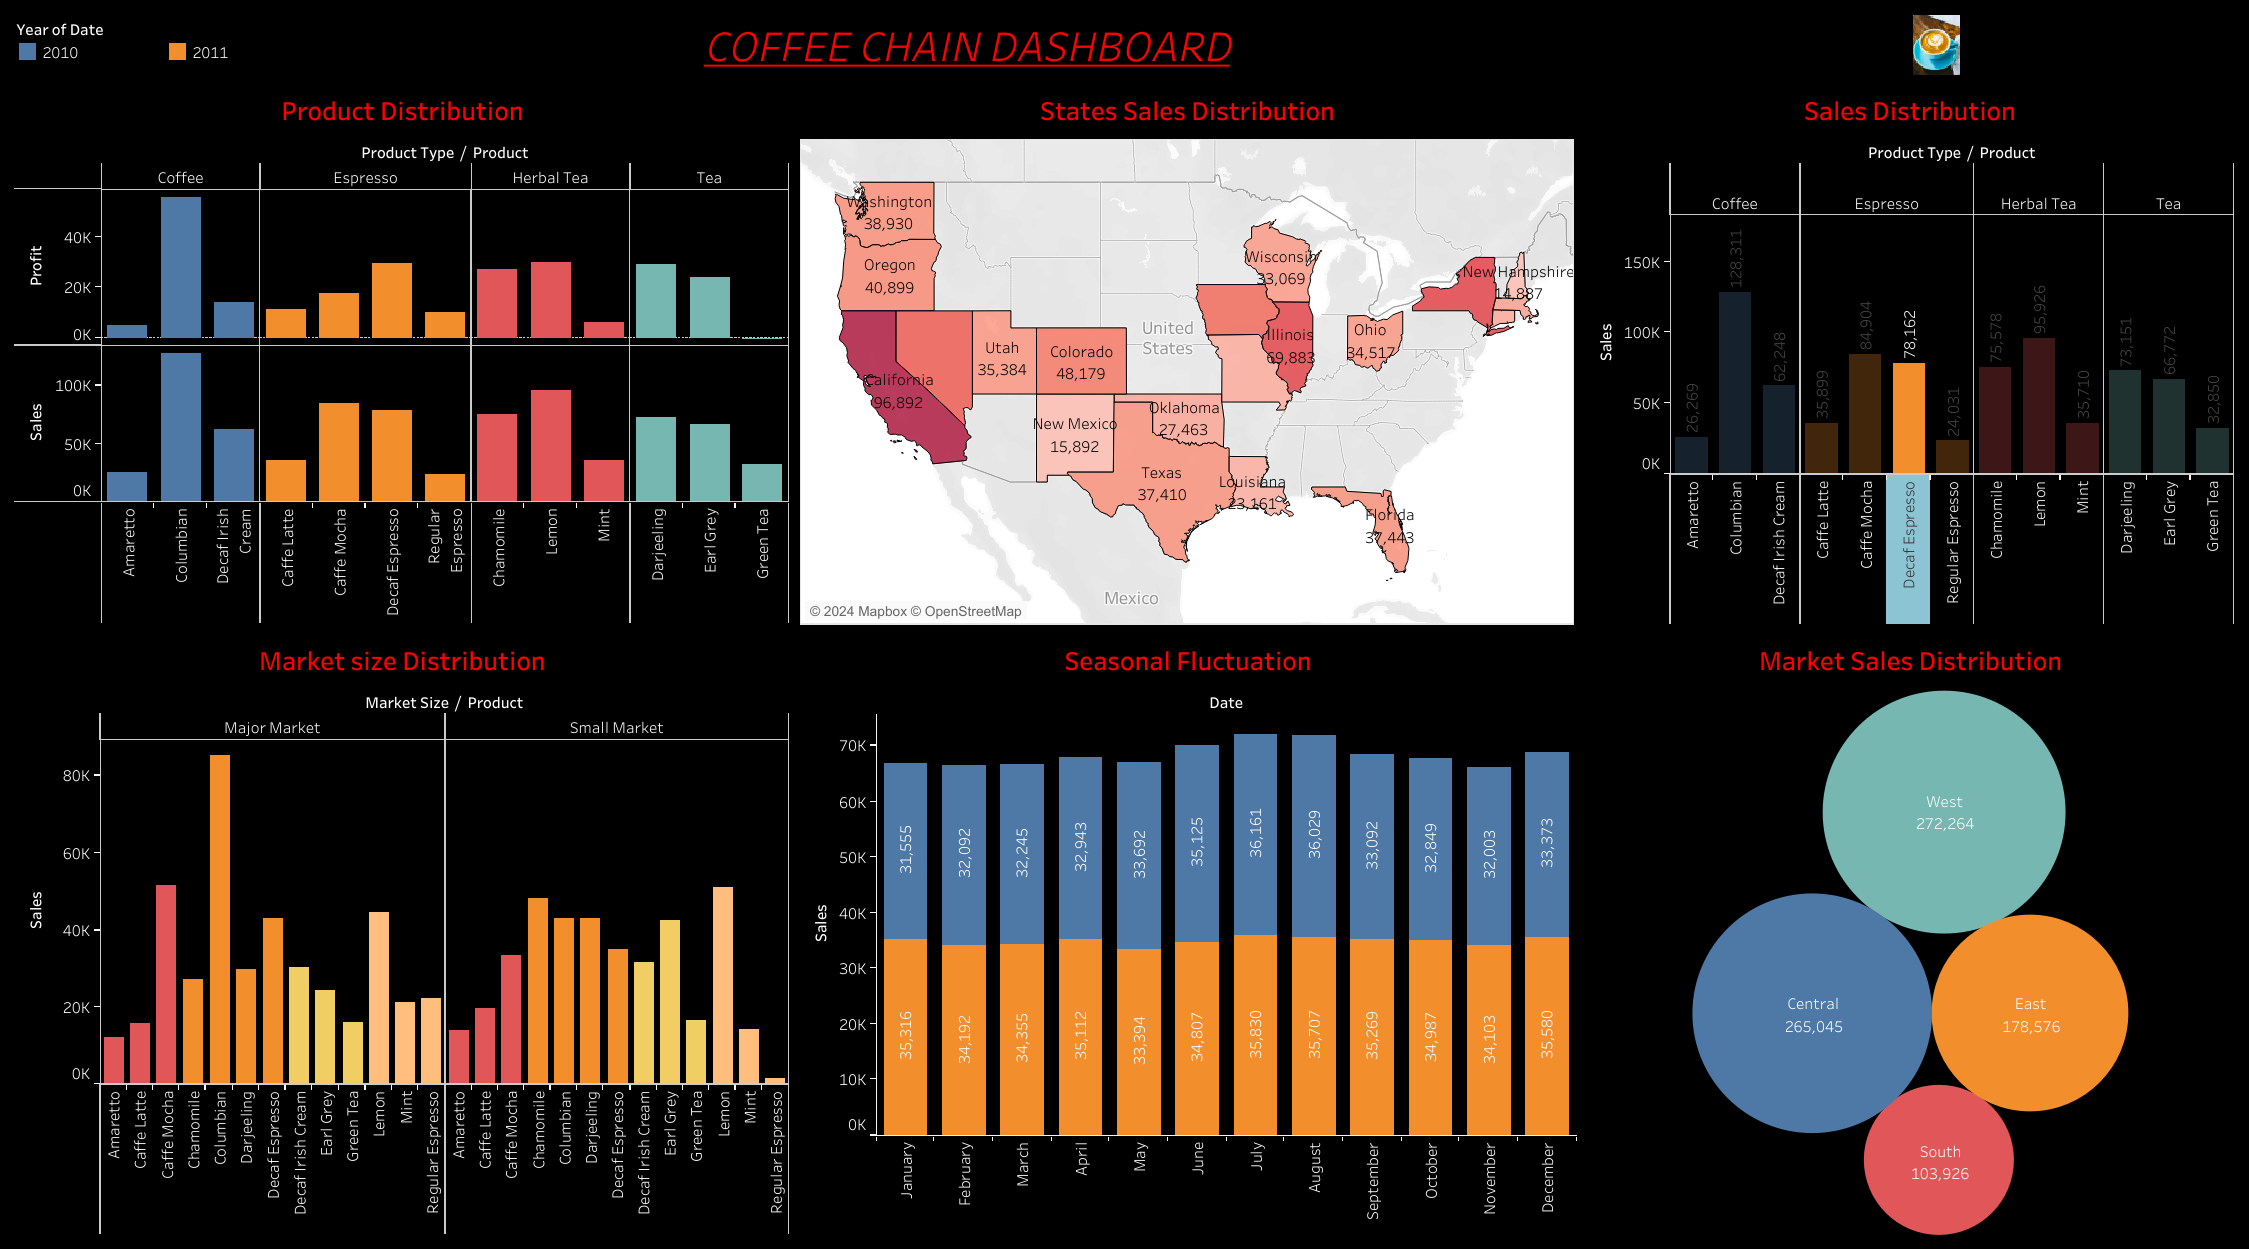 Year of Date
2010
2011
COFFEE CHAIN DASHBOARD
Product Distribution
Product Type / Product
Coffee
Espresso
Herbal Tea
Tea
Profit
40K
20K
0K
Sales
100K
50K
0K
Amaretto
Columbian
Decaf Irish
Cream
Caffe Latte
Caffe Mocha
Decaf Espresso
Regular
Espresso
Chamomile
Lemon
Mint
Darjeeling
Earl Grey
Green Tea
States Sales Distribution
Washington
38,930
Oregon
40,899
California
96,892
Utah
35,384
Colorado
48,179
New Mexico
15,892
Texas
37,410
Oklahoma
27,463
Louisiana
23,161
Florida
37,443
Wisconsin
33,069
Illinois
69,883
Ohio
34,517
New Hampshire
14,887
United
States
Mexico
© 2024 Mapbox © OpenStreetMap
Sales Distribution
Product Type / Product
Coffee
Espresso
Herbal Tea
Tea
Sales
150K
100K
50K
0K
26,269
128,311
62,248
35,899
84,904
78,162
24,031
75,578
95,926
35,710
73,151
66,772
32,850
Amaretto
Columbian
Decaf Irish Cream
Caffe Latte
Caffe Mocha
Decaf Espresso
Regular Espresso
Chamomile
Lemon
Mint
Darjeeling
Earl Grey
Green Tea
Market size Distribution
Market Size / Product
Major Market
Small Market
Sales
80K
60K
40K
20K
0K
Amaretto
Caffe Latte
Caffe Mocha
Chamomile
Columbian
Darjeeling
Decaf Espresso
Decaf Irish Cream
Earl Grey
Green Tea
Lemon
Mint
Regular Espresso
Amaretto
Caffe Latte
Caffe Mocha
Chamomile
Columbian
Darjeeling
Decaf Espresso
Decaf Irish Cream
Earl Grey
Green Tea
Lemon
Mint
Regular Espresso
Seasonal Fluctuation
Date
Sales
70K
60K
50K
40K
30K
20K
10K
0K
31,555
32,092
32,245
32,943
33,692
35,125
36,161
36,029
33,092
32,849
32,003
33,373
35,316
34,192
34,355
35,112
33,394
34,807
35,830
35,707
35,269
34,987
34,103
35,580
January
February
March
April
May
June
July
August
September
October
November
December
Market Sales Distribution
West
272,264
Central
265,045
East
178,576
South
103,926